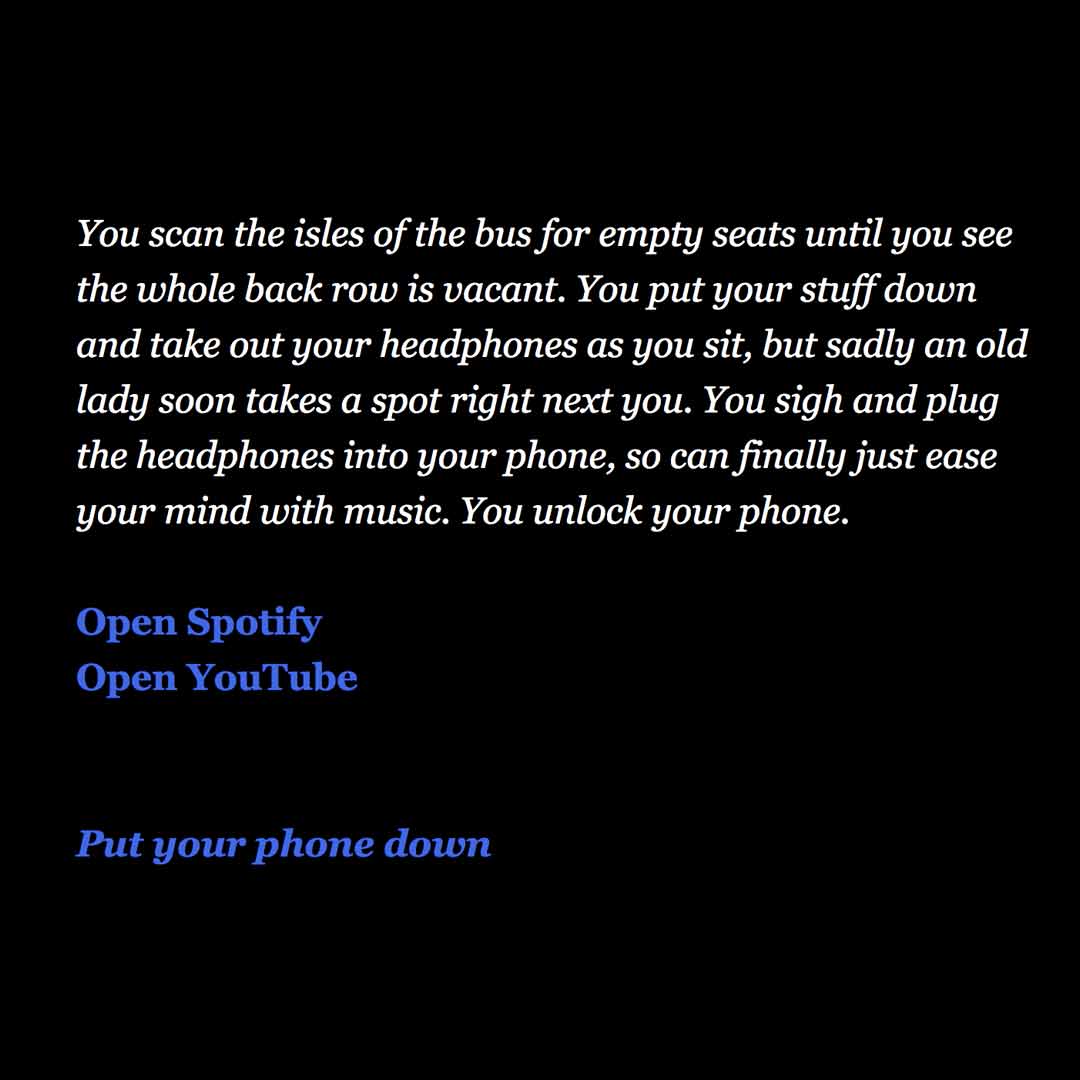 You scan the isles of the bus for empty seats until you see
the whole back row is vacant. You put your stuff down
and take out your headphones as you sit, but sadly an old
lady soon takes a spot right next you. You sigh and plug
the headphones into your phone, so can finally just ease
your mind with music. You unlock your phone.
Open Spotify
Open YouTube
Put your phone down